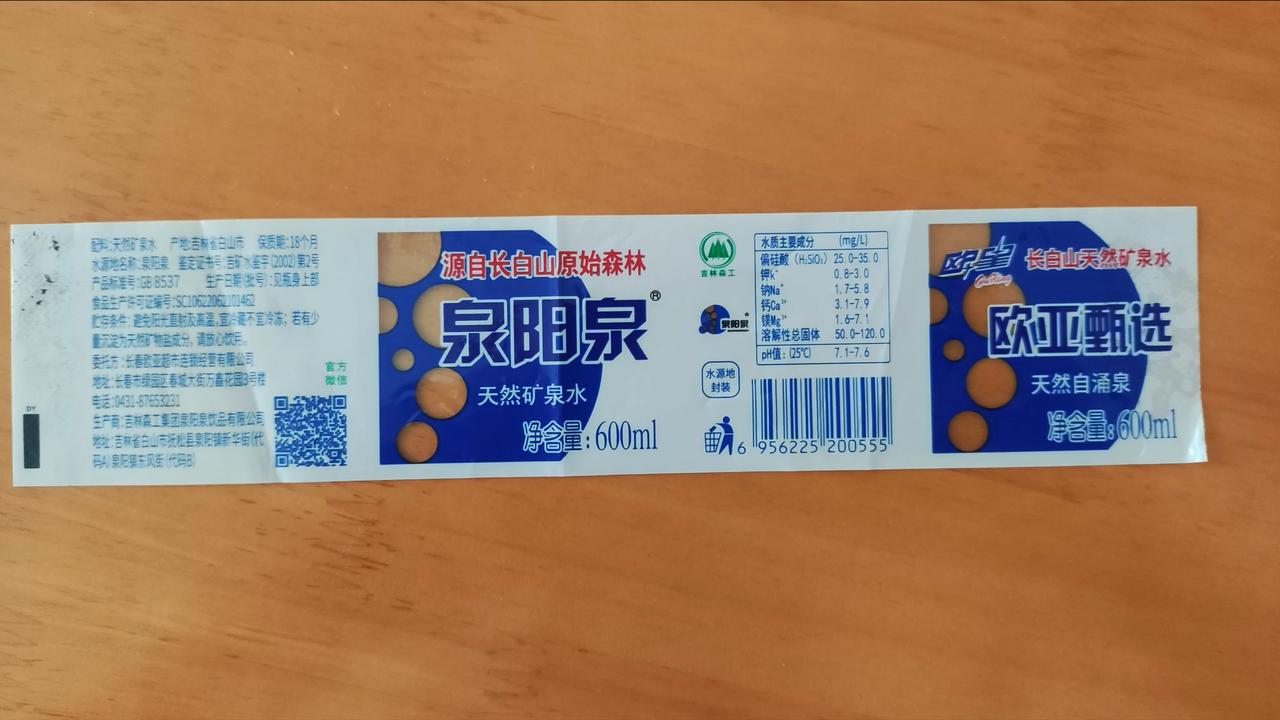 DY
配料:天然矿泉水 产地:吉林省白山市 保质期:18个月
水源地名称:泉阳泉 鉴定证书号:吉矿水鉴字(2002)第2号
产品标准号:GB 8537 生产日期(批号):见瓶身上部
食品生产许可证编号:SC10622062101462
贮存条件:避免阳光直射及高温,宜冷藏不宜冷冻;若有少
量沉淀为天然矿物盐成分,请放心饮用。
委托方:长春欧亚超市连锁经营有限公司
地址:长春市绿园区春城大街万鑫花园3号楼
电话:0431-87653231
生产商:吉林森工集团泉阳泉饮品有限公司
地址:吉林省白山市抚松县泉阳镇新华街(代
码A)泉阳镇东风街(代码B)
官方
微信
源自长白山原始森林
泉阳泉®
天然矿泉水
净含量:600ml
吉林森工
泉阳泉
水源地
封装
水质主要成分 (mg/L)
偏硅酸 (H₂SiO₃) 25.0-35.0
钾K⁺ 0.8-3.0
钠Na⁺ 1.7-5.8
钙Ca²⁺ 3.1-7.9
镁Mg²⁺ 1.6-7.1
溶解性总固体 50.0-120.0
pH值:(25℃) 7.1-7.6
6 956225 200555
长白山天然矿泉水
欧亚甄选
天然自涌泉
净含量:600ml